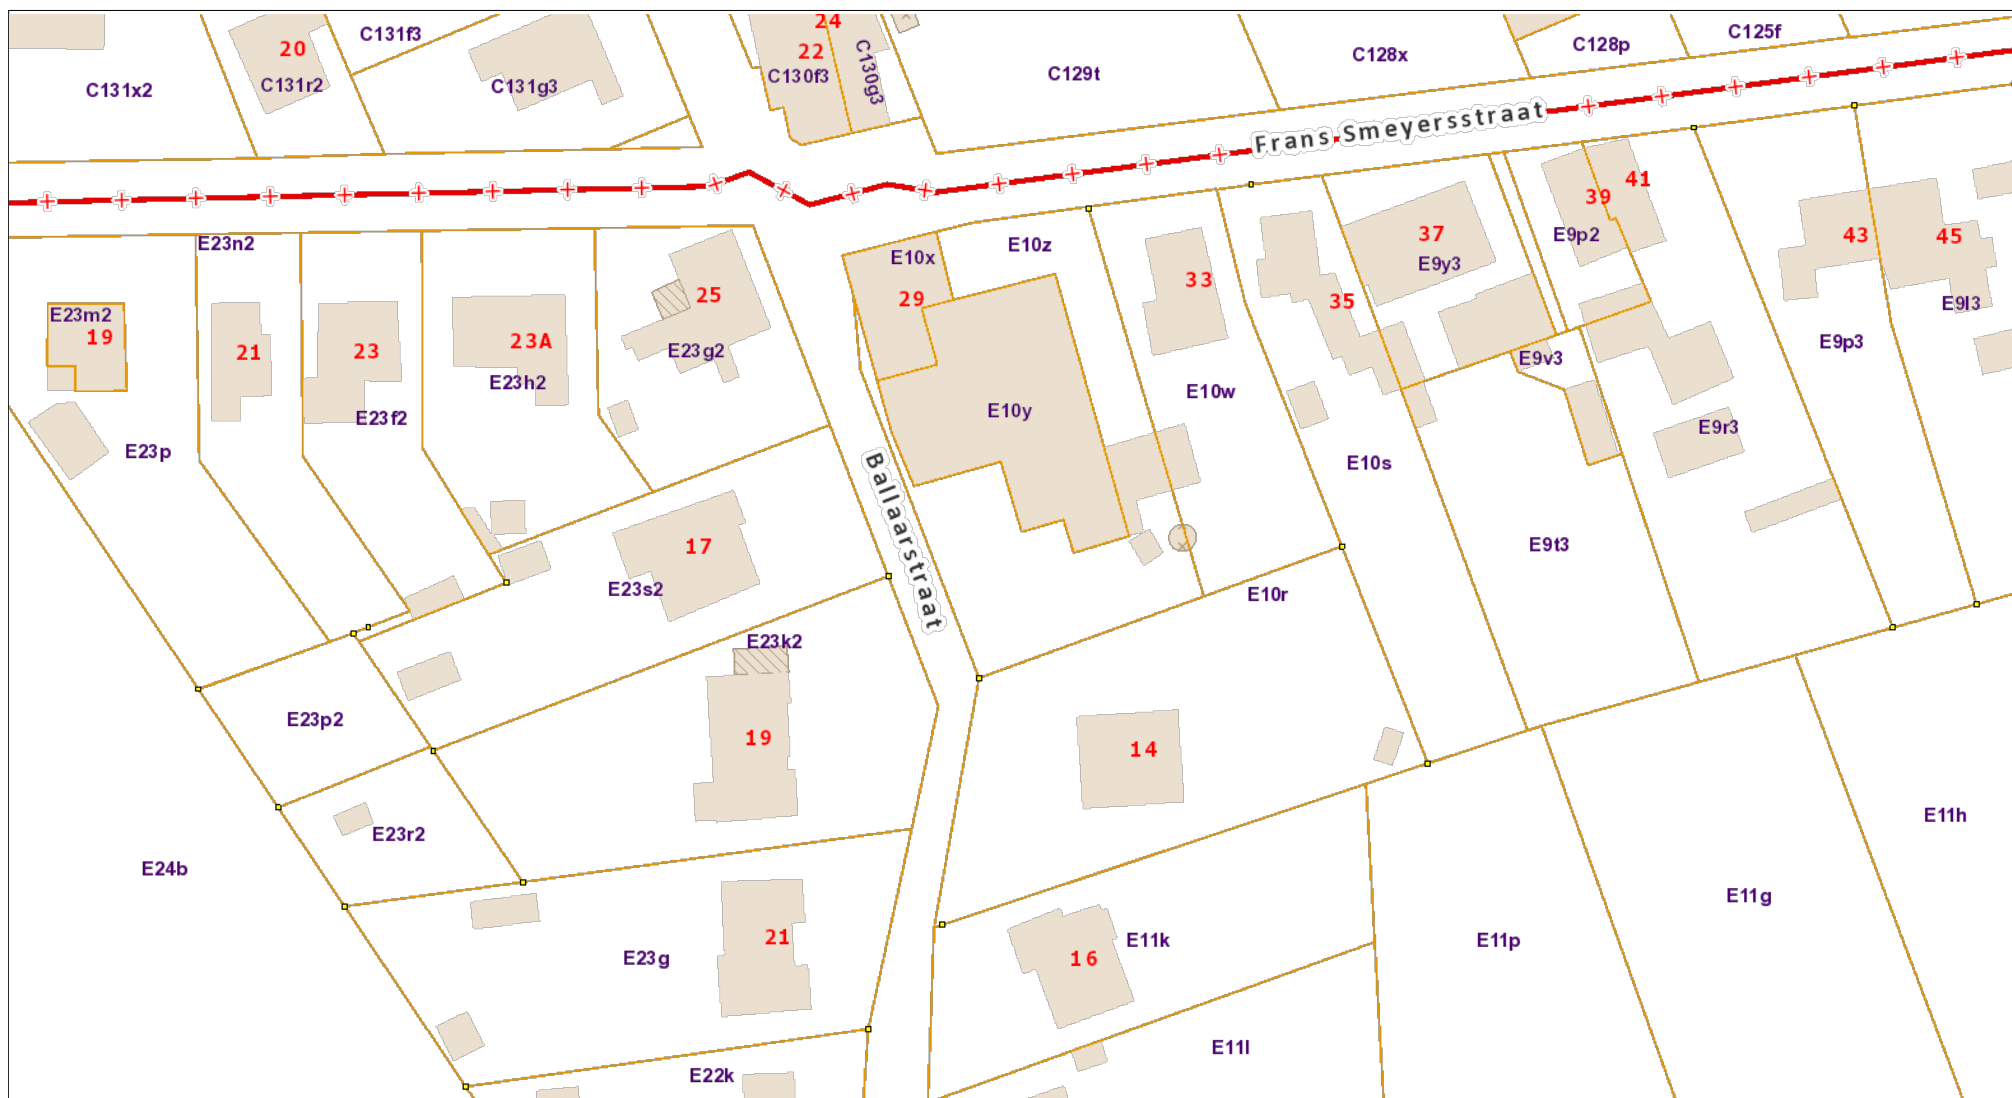 24
C131f3
C125f
20
22
C128p
C131r2
C130f3
C130g3
C129t
C128x
C131x2
C131g3
Frans Smeyersstraat
41
39
E23n2
E10z
37
E9p2
43
45
E10x
E9y3
33
25
29
35
E9l3
E23m2
19
21
23
23A
E23g2
E9v3
E9p3
E23h2
E10w
E23f2
E10y
E9r3
E23p
E10s
Ballaarstraat
17
E9t3
E23s2
E10r
E23k2
E23p2
19
14
E23r2
E11h
E24b
E11g
21
E11k
E11p
E23g
16
E11l
E22k